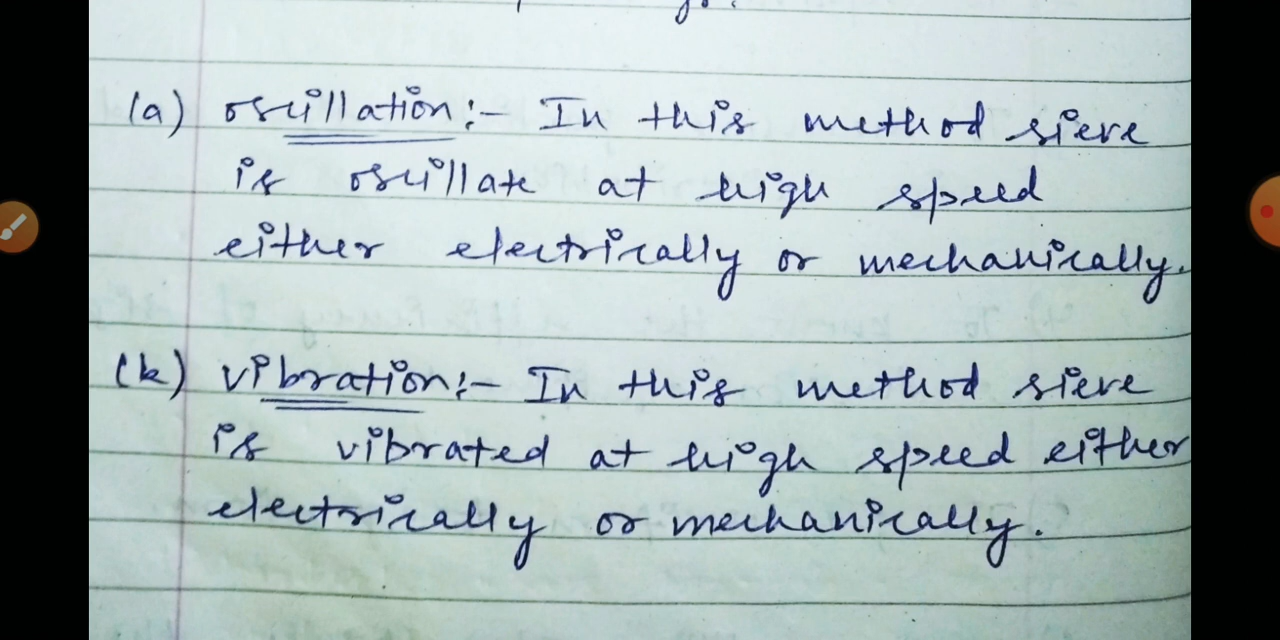 (a) oscillation:- In this method sieve
is oscillate at high speed
either electrically or mechanically.
(b) vibration:- In this method sieve
is vibrated at high speed either
electrically or mechanically.